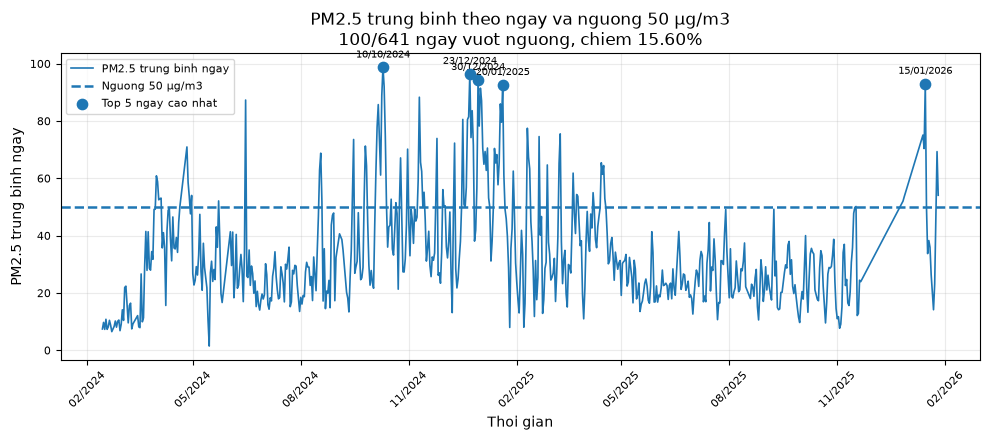 PM2.5 trung binh theo ngay va nguong 50 µg/m3
100/641 ngay vuot nguong, chiem 15.60%
PM2.5 trung binh ngay
Nguong 50 µg/m3
Top 5 ngay cao nhat
10/10/2024
23/12/2024
30/12/2024
20/01/2025
15/01/2026
PM2.5 trung binh ngay
100
80
60
40
20
0
02/2024
05/2024
08/2024
11/2024
02/2025
05/2025
08/2025
11/2025
02/2026
Thoi gian